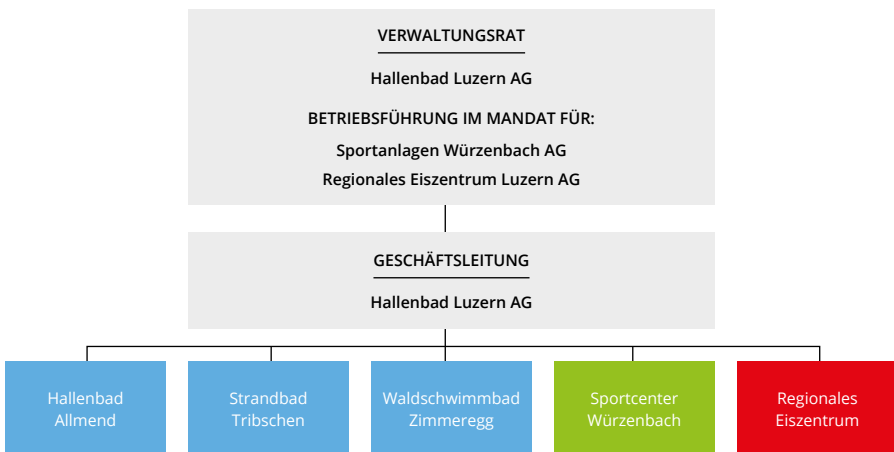 VERWALTUNGSRAT
Hallenbad Luzern AG
BETRIEBSFÜHRUNG IM MANDAT FÜR:
Sportanlagen Würzenbach AG
Regionales Eiszentrum Luzern AG
GESCHÄFTSLEITUNG
Hallenbad Luzern AG
Hallenbad
Allmend
Strandbad
Tribschen
Waldschwimmbad
Zimmeregg
Sportcenter
Würzenbach
Regionales
Eiszentrum